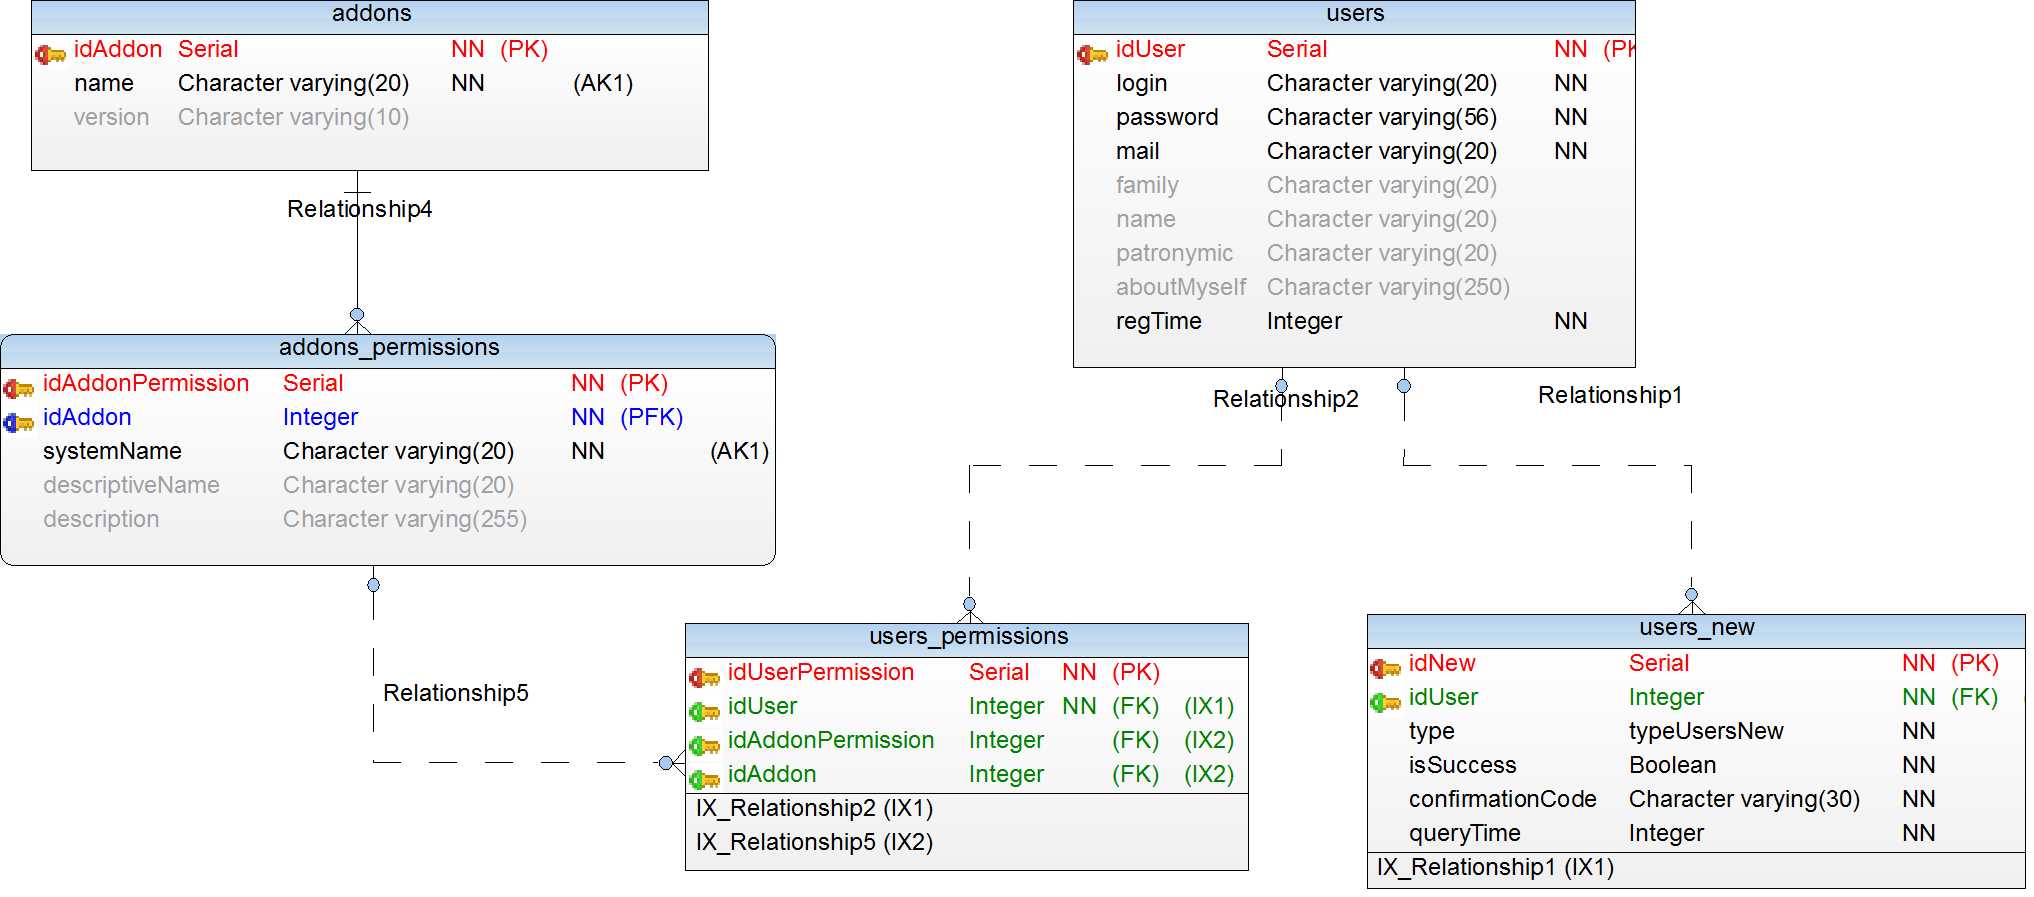 addons
idAddon Serial NN (PK)
name Character varying(20) NN (AK1)
version Character varying(10)
Relationship4
users
idUser Serial NN (PK
login Character varying(20) NN
password Character varying(56) NN
mail Character varying(20) NN
family Character varying(20)
name Character varying(20)
patronymic Character varying(20)
aboutMyself Character varying(250)
regTime Integer NN
addons_permissions
idAddonPermission Serial NN (PK)
idAddon Integer NN (PFK)
systemName Character varying(20) NN (AK1)
descriptiveName Character varying(20)
description Character varying(255)
Relationship2
Relationship1
Relationship5
users_permissions
idUserPermission Serial NN (PK)
idUser Integer NN (FK) (IX1)
idAddonPermission Integer (FK) (IX2)
idAddon Integer (FK) (IX2)
IX_Relationship2 (IX1)
IX_Relationship5 (IX2)
users_new
idNew Serial NN (PK)
idUser Integer NN (FK)
type typeUsersNew NN
isSuccess Boolean NN
confirmationCode Character varying(30) NN
queryTime Integer NN
IX_Relationship1 (IX1)